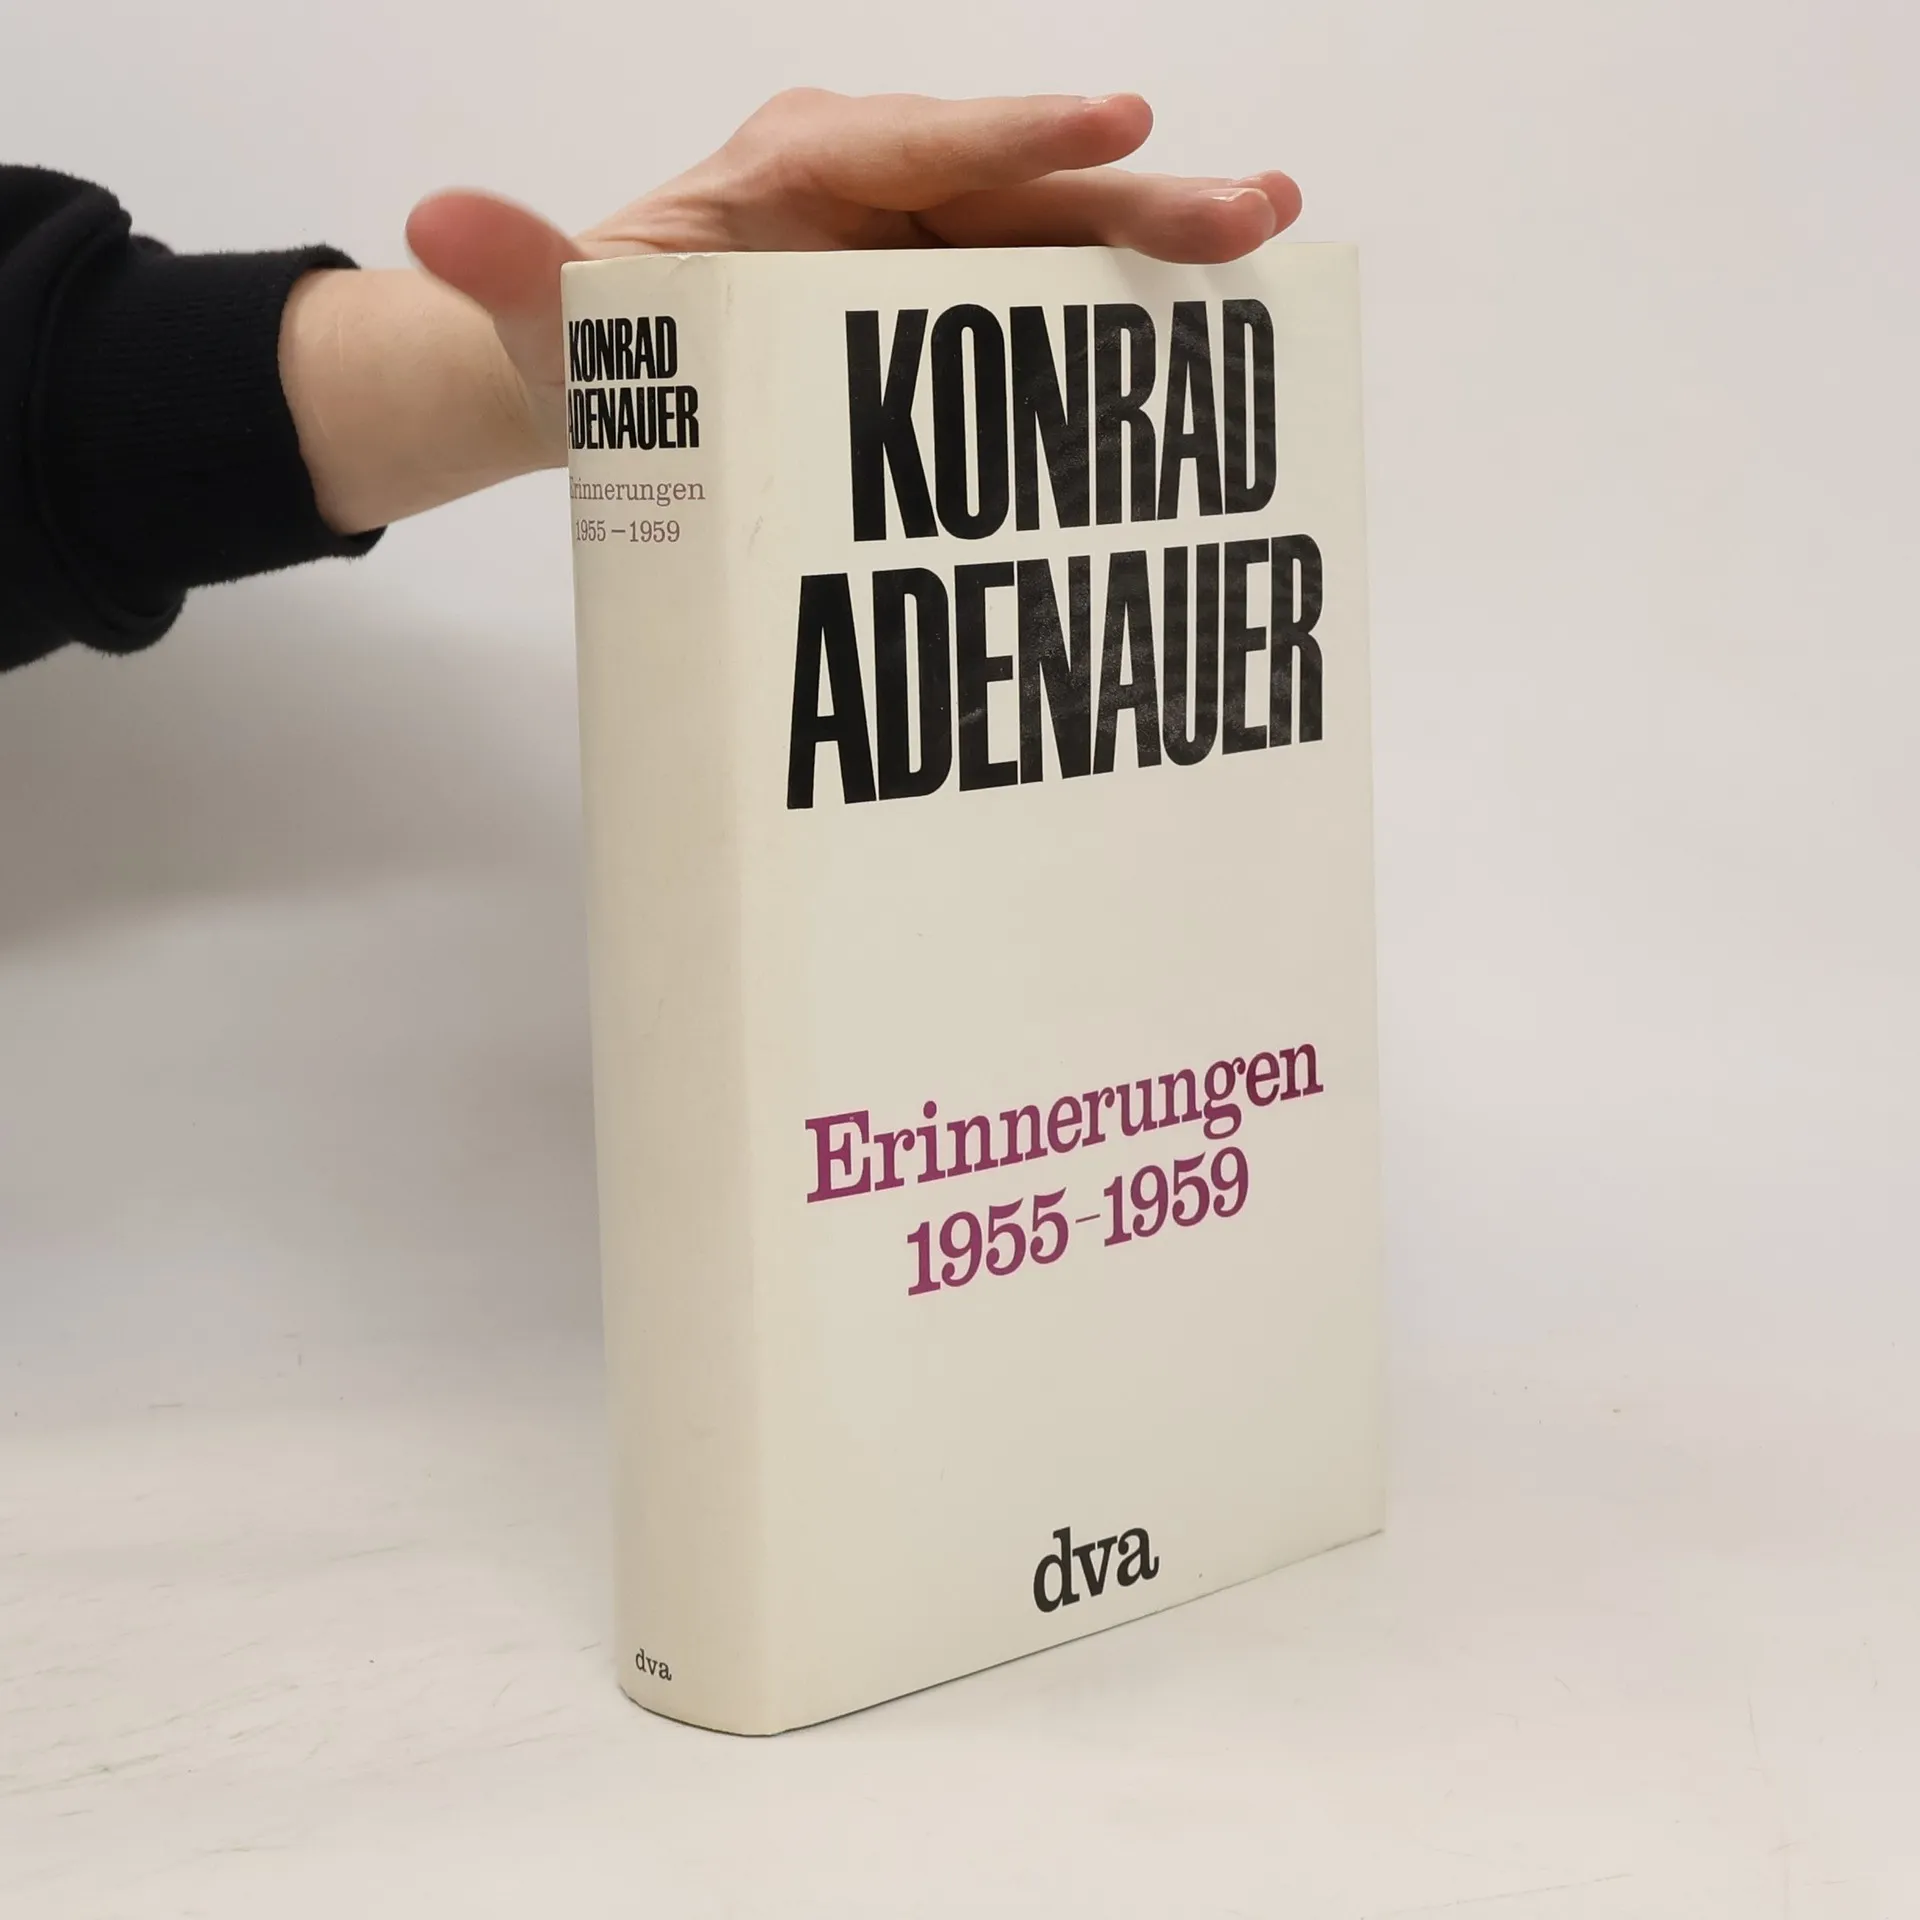 KONRAD
ADENAUER
Erinnerungen
1955 – 1959
dva
KONRAD
ADENAUER
Erinnerungen
1955–1959
dva